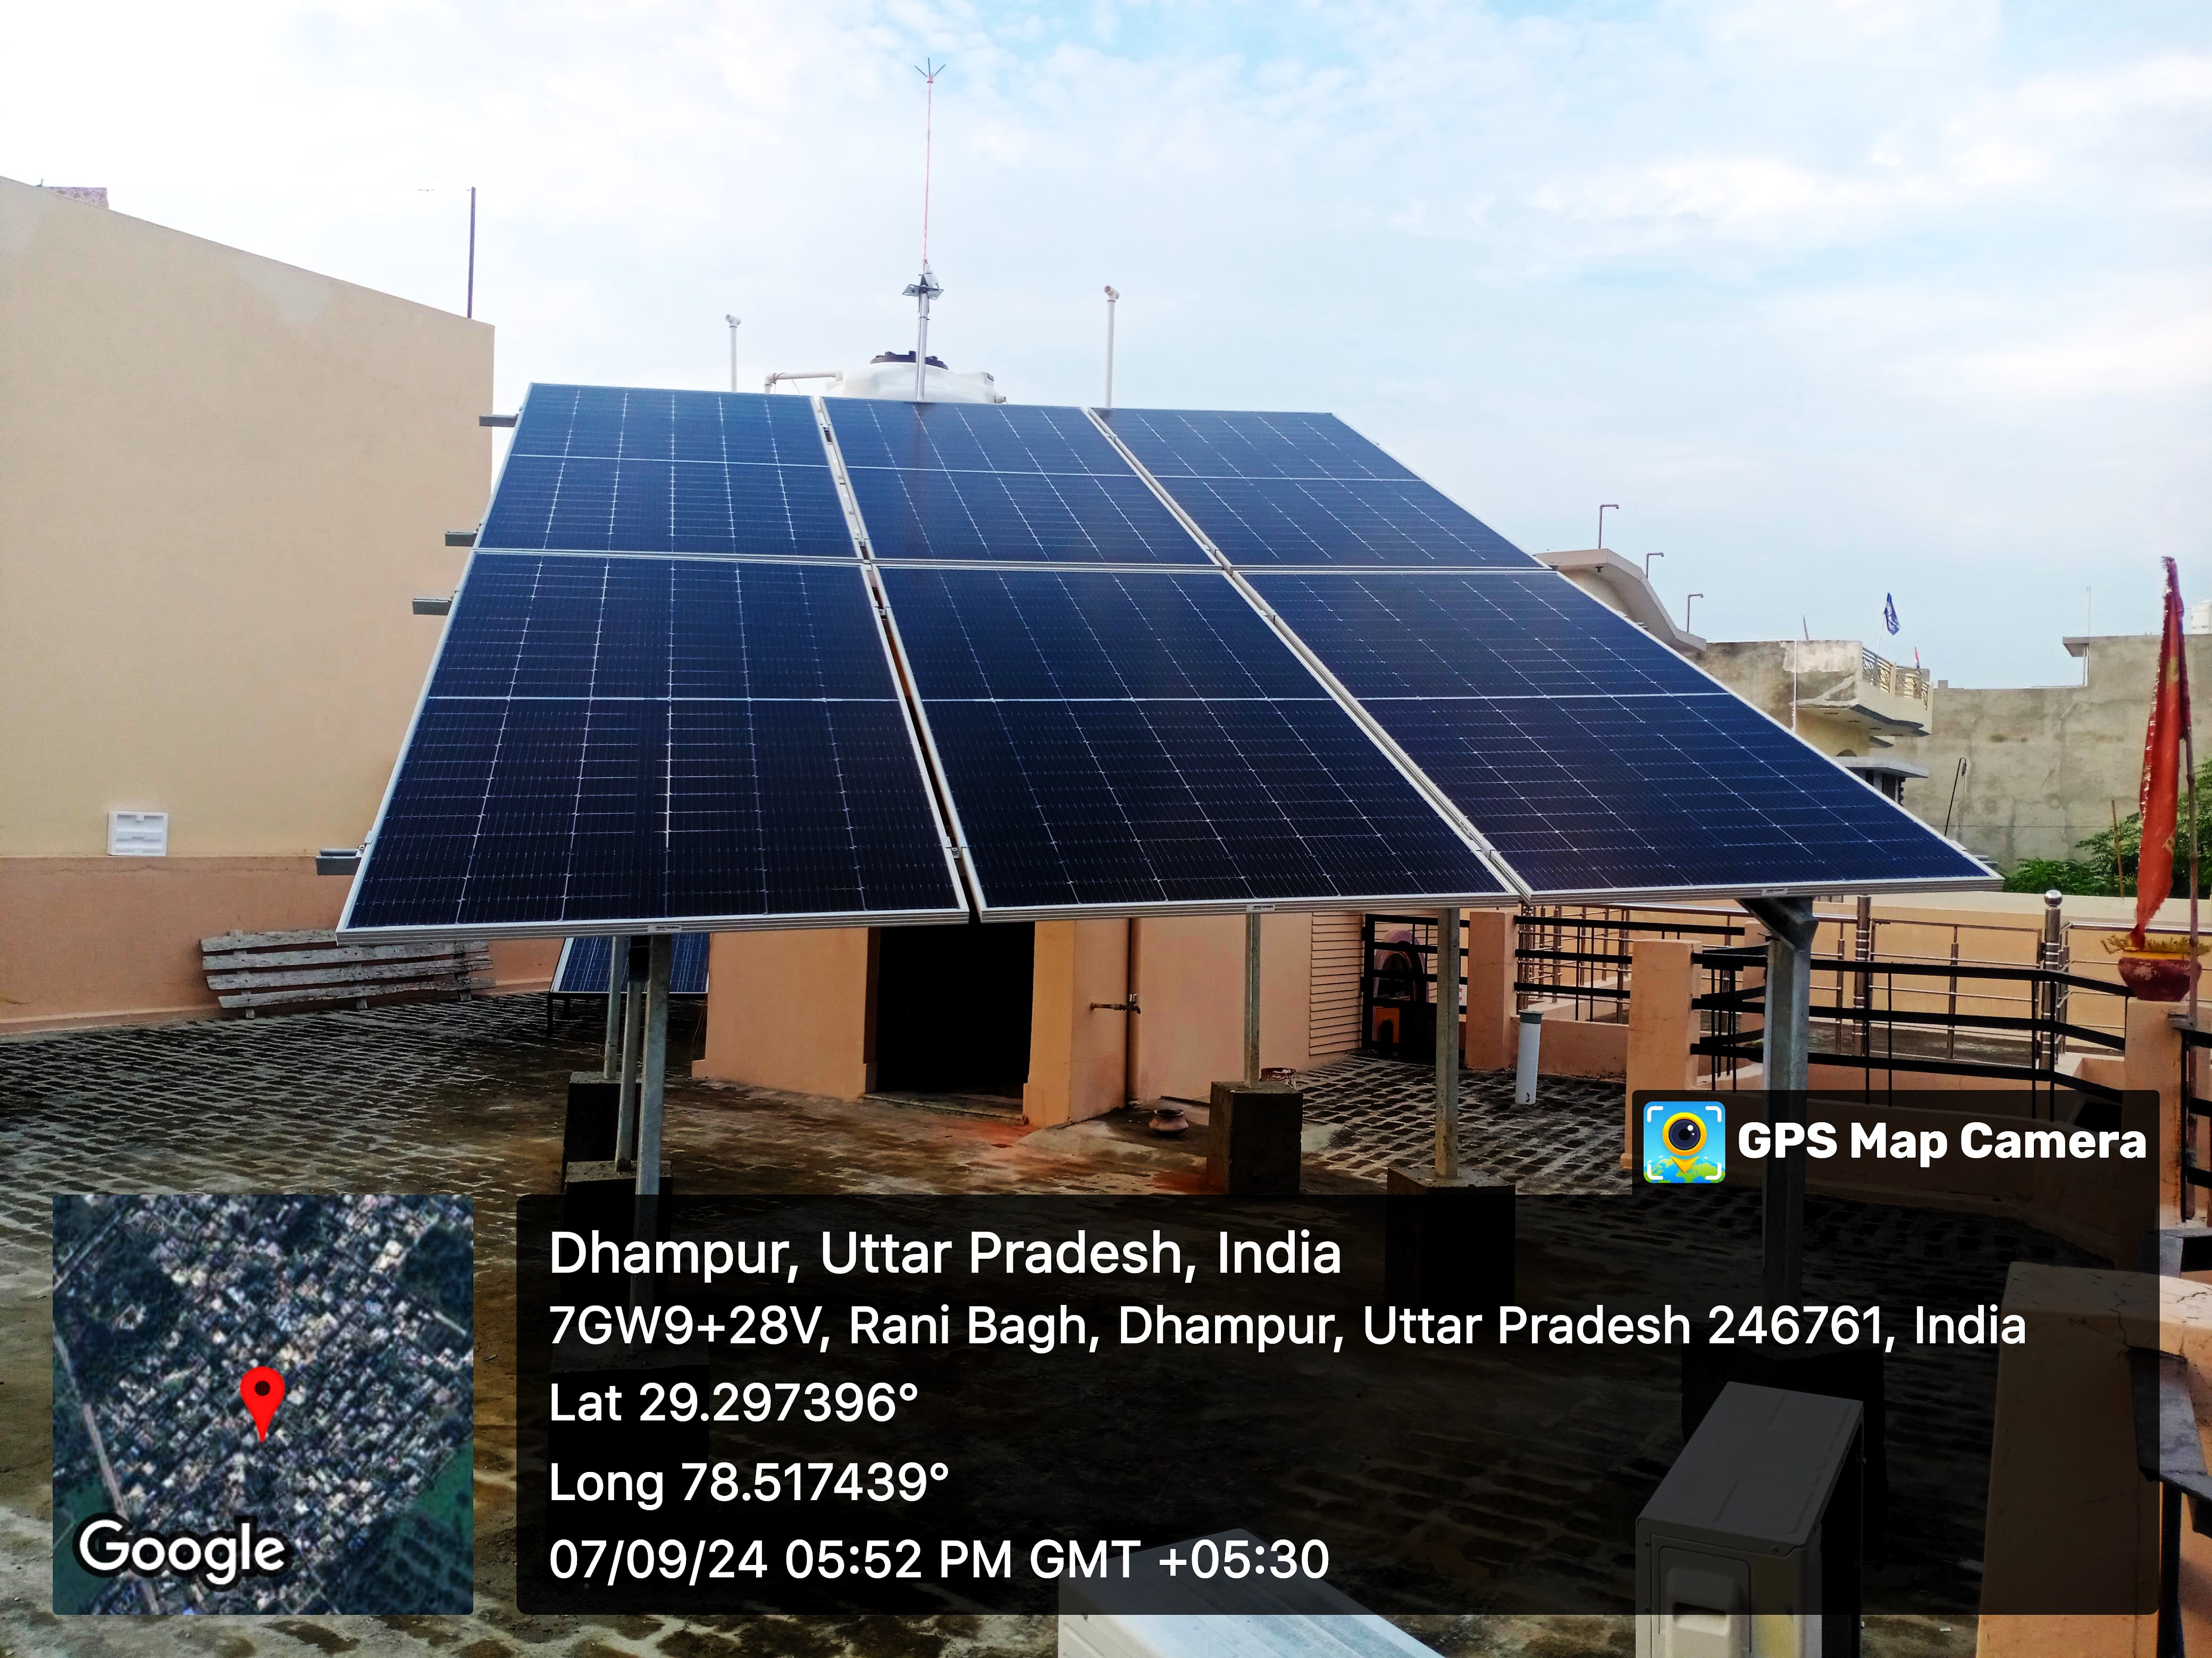 GPS Map Camera
Dhampur, Uttar Pradesh, India
7GW9+28V, Rani Bagh, Dhampur, Uttar Pradesh 246761, India
Lat 29.297396°
Long 78.517439°
07/09/24 05:52 PM GMT +05:30
Google